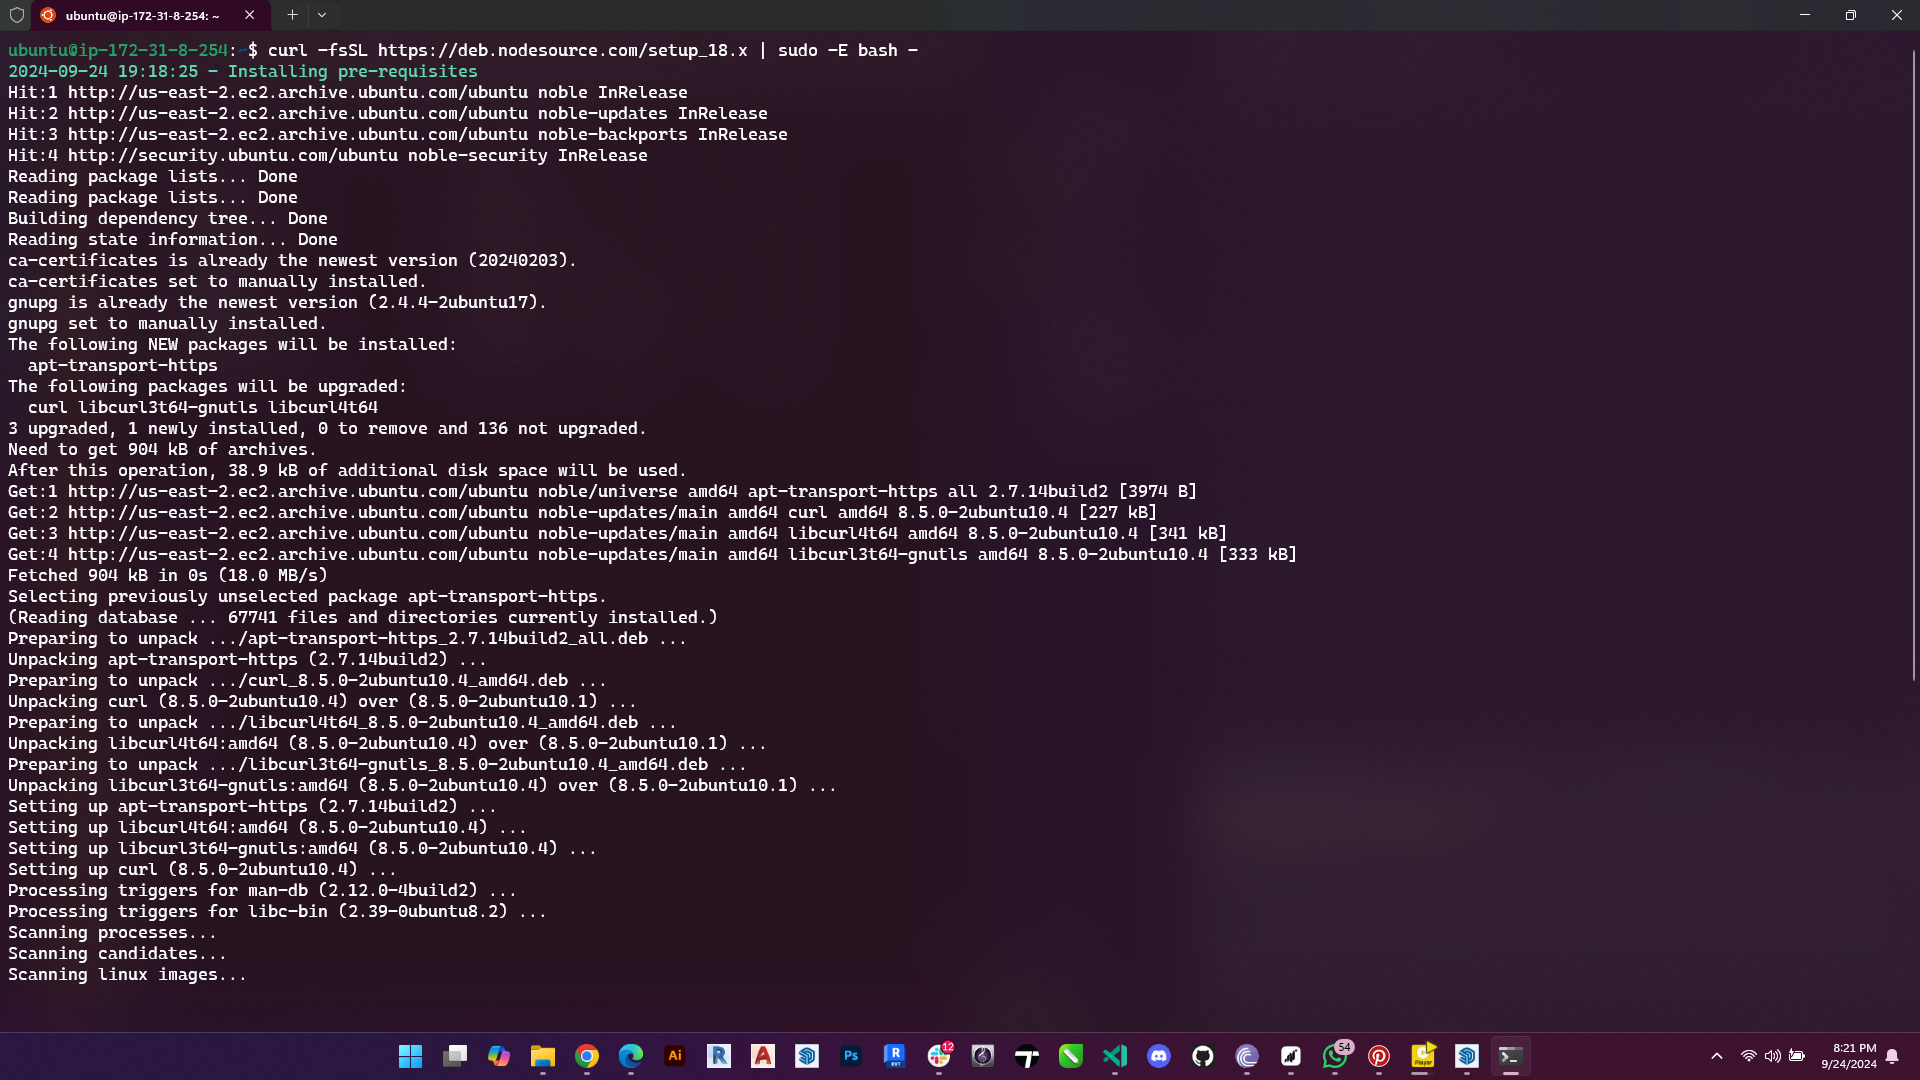 ubuntu@ip-172-31-8-254: ~
ubuntu@ip-172-31-8-254:~$ curl -fsSL https://deb.nodesource.com/setup_18.x | sudo -E bash -
2024-09-24 19:18:25 - Installing pre-requisites
Hit:1 http://us-east-2.ec2.archive.ubuntu.com/ubuntu noble InRelease
Hit:2 http://us-east-2.ec2.archive.ubuntu.com/ubuntu noble-updates InRelease
Hit:3 http://us-east-2.ec2.archive.ubuntu.com/ubuntu noble-backports InRelease
Hit:4 http://security.ubuntu.com/ubuntu noble-security InRelease
Reading package lists... Done
Reading package lists... Done
Building dependency tree... Done
Reading state information... Done
ca-certificates is already the newest version (20240203).
ca-certificates set to manually installed.
gnupg is already the newest version (2.4.4-2ubuntu17).
gnupg set to manually installed.
The following NEW packages will be installed:
  apt-transport-https
The following packages will be upgraded:
  curl libcurl3t64-gnutls libcurl4t64
3 upgraded, 1 newly installed, 0 to remove and 136 not upgraded.
Need to get 904 kB of archives.
After this operation, 38.9 kB of additional disk space will be used.
Get:1 http://us-east-2.ec2.archive.ubuntu.com/ubuntu noble/universe amd64 apt-transport-https all 2.7.14build2 [3974 B]
Get:2 http://us-east-2.ec2.archive.ubuntu.com/ubuntu noble-updates/main amd64 curl amd64 8.5.0-2ubuntu10.4 [227 kB]
Get:3 http://us-east-2.ec2.archive.ubuntu.com/ubuntu noble-updates/main amd64 libcurl4t64 amd64 8.5.0-2ubuntu10.4 [341 kB]
Get:4 http://us-east-2.ec2.archive.ubuntu.com/ubuntu noble-updates/main amd64 libcurl3t64-gnutls amd64 8.5.0-2ubuntu10.4 [333 kB]
Fetched 904 kB in 0s (18.0 MB/s)
Selecting previously unselected package apt-transport-https.
(Reading database ... 67741 files and directories currently installed.)
Preparing to unpack .../apt-transport-https_2.7.14build2_all.deb ...
Unpacking apt-transport-https (2.7.14build2) ...
Preparing to unpack .../curl_8.5.0-2ubuntu10.4_amd64.deb ...
Unpacking curl (8.5.0-2ubuntu10.4) over (8.5.0-2ubuntu10.1) ...
Preparing to unpack .../libcurl4t64_8.5.0-2ubuntu10.4_amd64.deb ...
Unpacking libcurl4t64:amd64 (8.5.0-2ubuntu10.4) over (8.5.0-2ubuntu10.1) ...
Preparing to unpack .../libcurl3t64-gnutls_8.5.0-2ubuntu10.4_amd64.deb ...
Unpacking libcurl3t64-gnutls:amd64 (8.5.0-2ubuntu10.4) over (8.5.0-2ubuntu10.1) ...
Setting up apt-transport-https (2.7.14build2) ...
Setting up libcurl4t64:amd64 (8.5.0-2ubuntu10.4) ...
Setting up libcurl3t64-gnutls:amd64 (8.5.0-2ubuntu10.4) ...
Setting up curl (8.5.0-2ubuntu10.4) ...
Processing triggers for man-db (2.12.0-4build2) ...
Processing triggers for libc-bin (2.39-0ubuntu8.2) ...
Scanning processes...
Scanning candidates...
Scanning linux images...
Ai R A Ps R RVT 12 54 Player
8:21 PM
9/24/2024